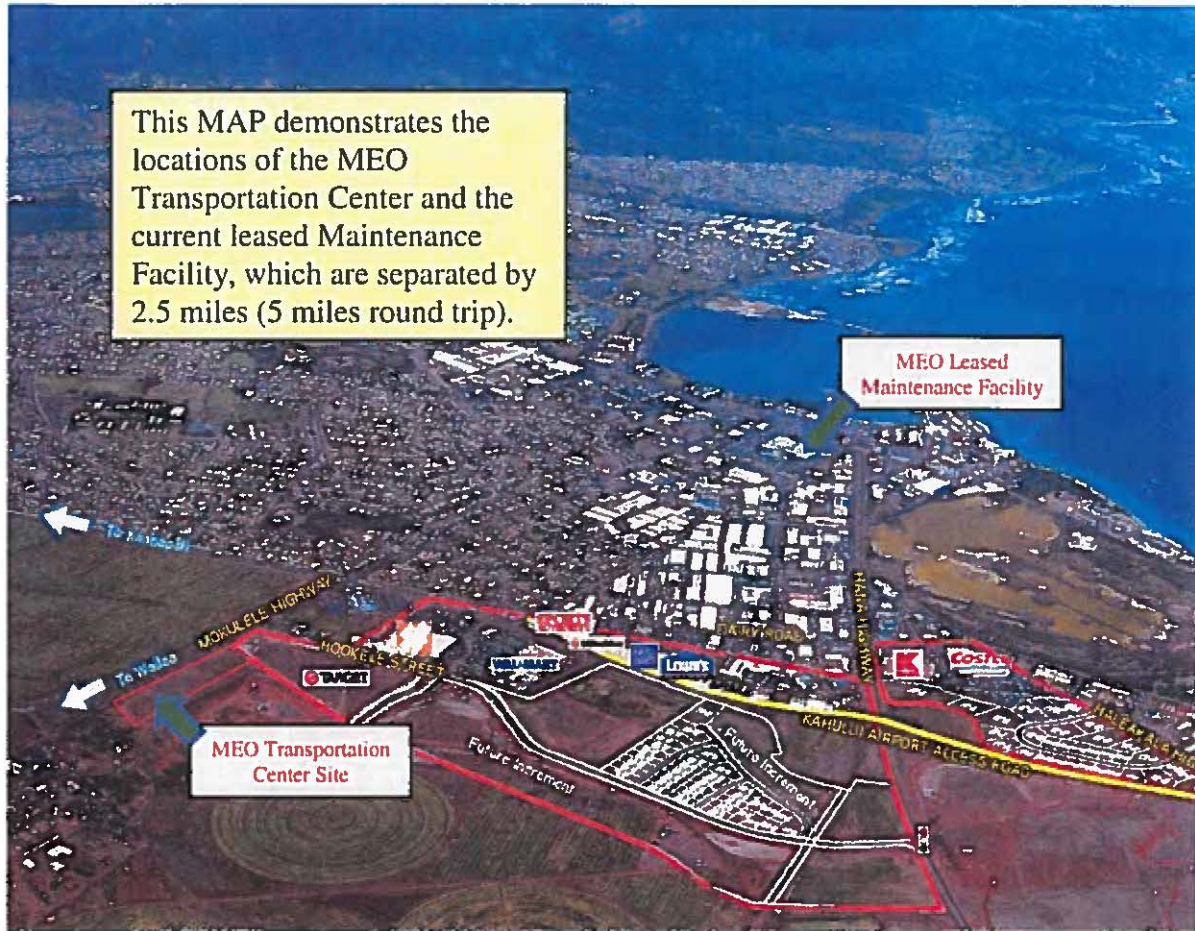 This MAP demonstrates the
locations of the MEO
Transportation Center and the
current leased Maintenance
Facility, which are separated by
2.5 miles (5 miles round trip).
MEO Leased
Maintenance Facility
To
MOKULELE HIGHWAY
To Wailea
HOOKELE STREET
TARGET
WAL-MART
DAIRY ROAD
Lowe's
HANA HIGHWAY
K
COSTCO
KAHULUI AIRPORT ACCESS ROAD
MEO Transportation
Center Site
Future Increment
Future Increment